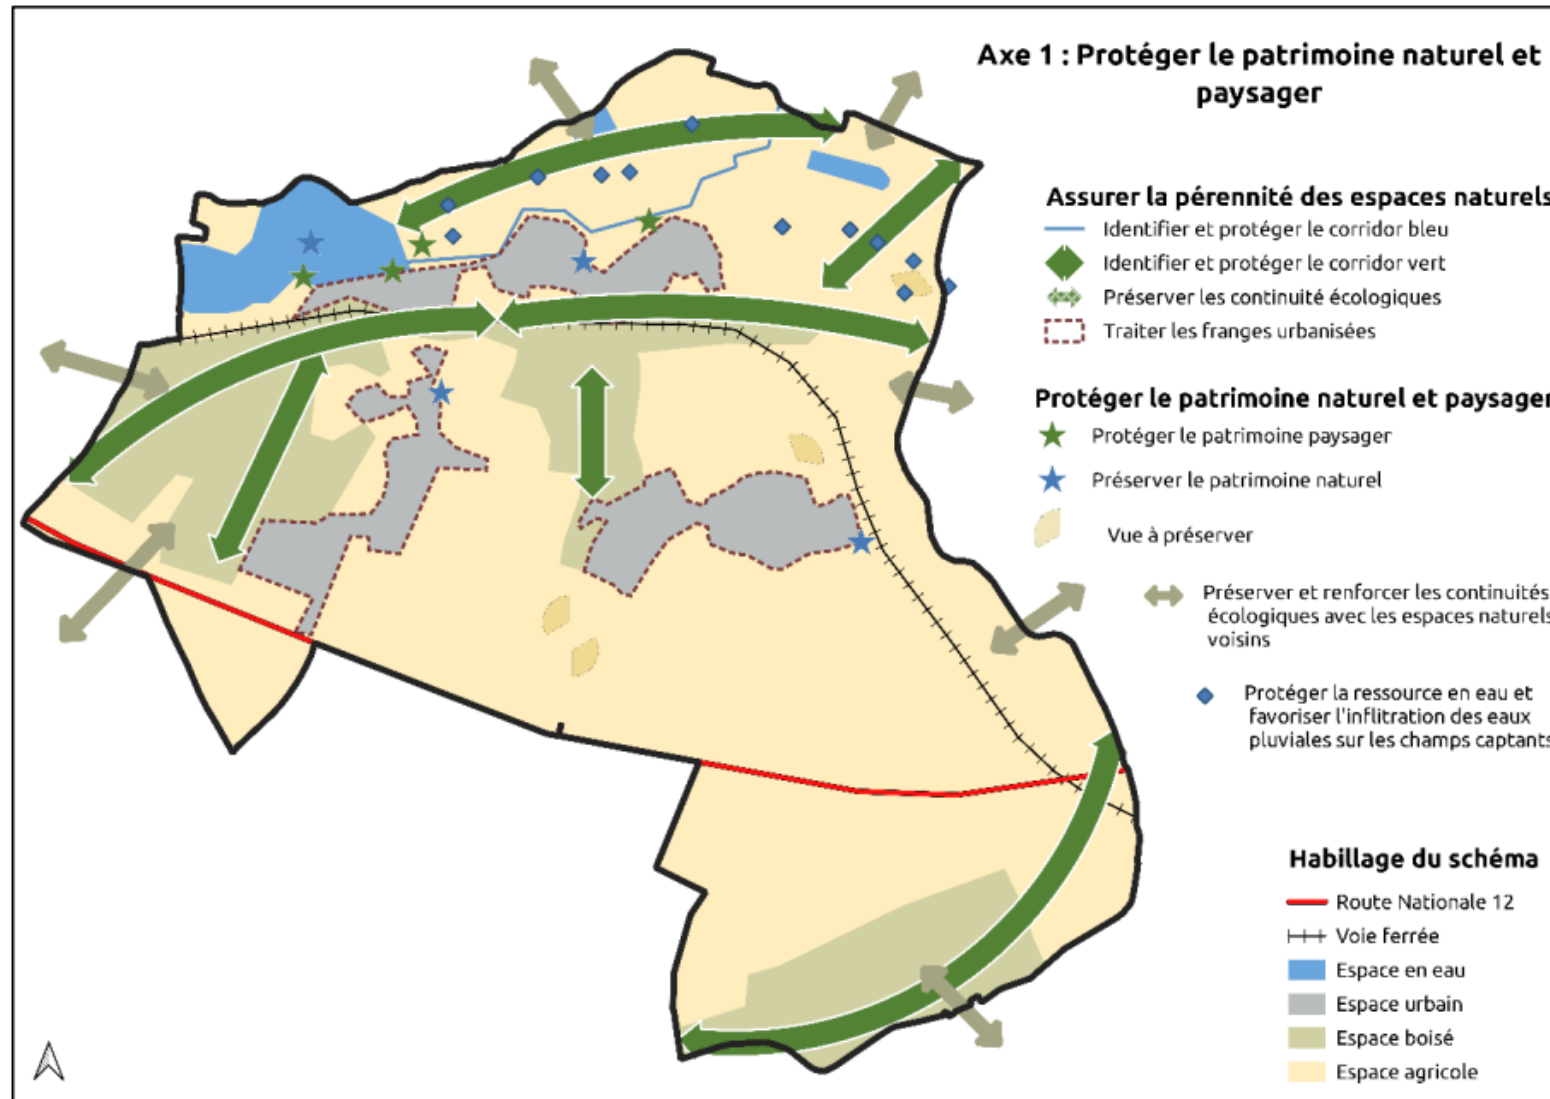 Axe 1 : Protéger le patrimoine naturel et
paysager
Assurer la pérennité des espaces naturels
Identifier et protéger le corridor bleu
Identifier et protéger le corridor vert
Préserver les continuité écologiques
Traiter les franges urbanisées
Protéger le patrimoine naturel et paysager
Protéger le patrimoine paysager
Préserver le patrimoine naturel
Vue à préserver
Préserver et renforcer les continuités
écologiques avec les espaces naturels
voisins
Protéger la ressource en eau et
favoriser l'inflitration des eaux
pluviales sur les champs captants
Habillage du schéma
Route Nationale 12
Voie ferrée
Espace en eau
Espace urbain
Espace boisé
Espace agricole